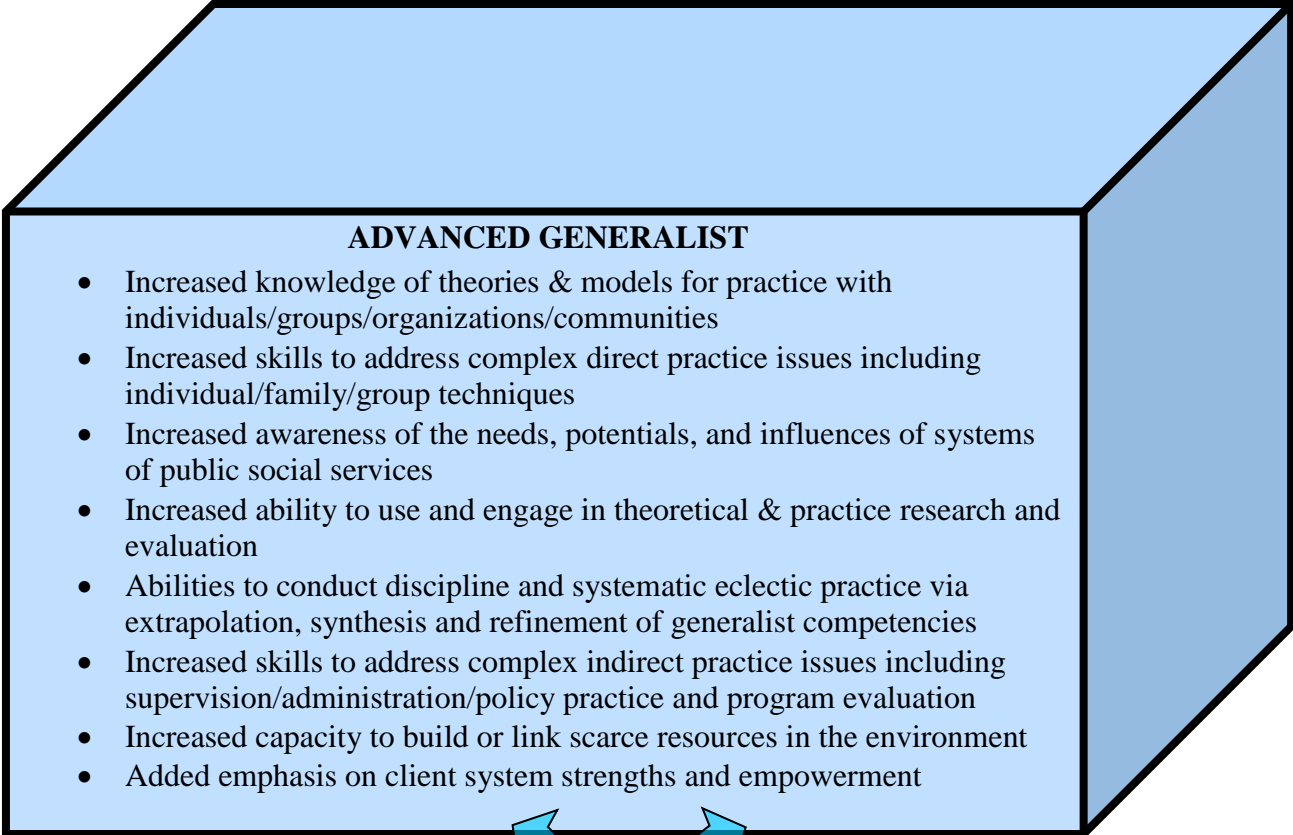 ADVANCED GENERALIST
• Increased knowledge of theories & models for practice with
individuals/groups/organizations/communities
• Increased skills to address complex direct practice issues including
individual/family/group techniques
• Increased awareness of the needs, potentials, and influences of systems
of public social services
• Increased ability to use and engage in theoretical & practice research and
evaluation
• Abilities to conduct discipline and systematic eclectic practice via
extrapolation, synthesis and refinement of generalist competencies
• Increased skills to address complex indirect practice issues including
supervision/administration/policy practice and program evaluation
• Increased capacity to build or link scarce resources in the environment
• Added emphasis on client system strengths and empowerment